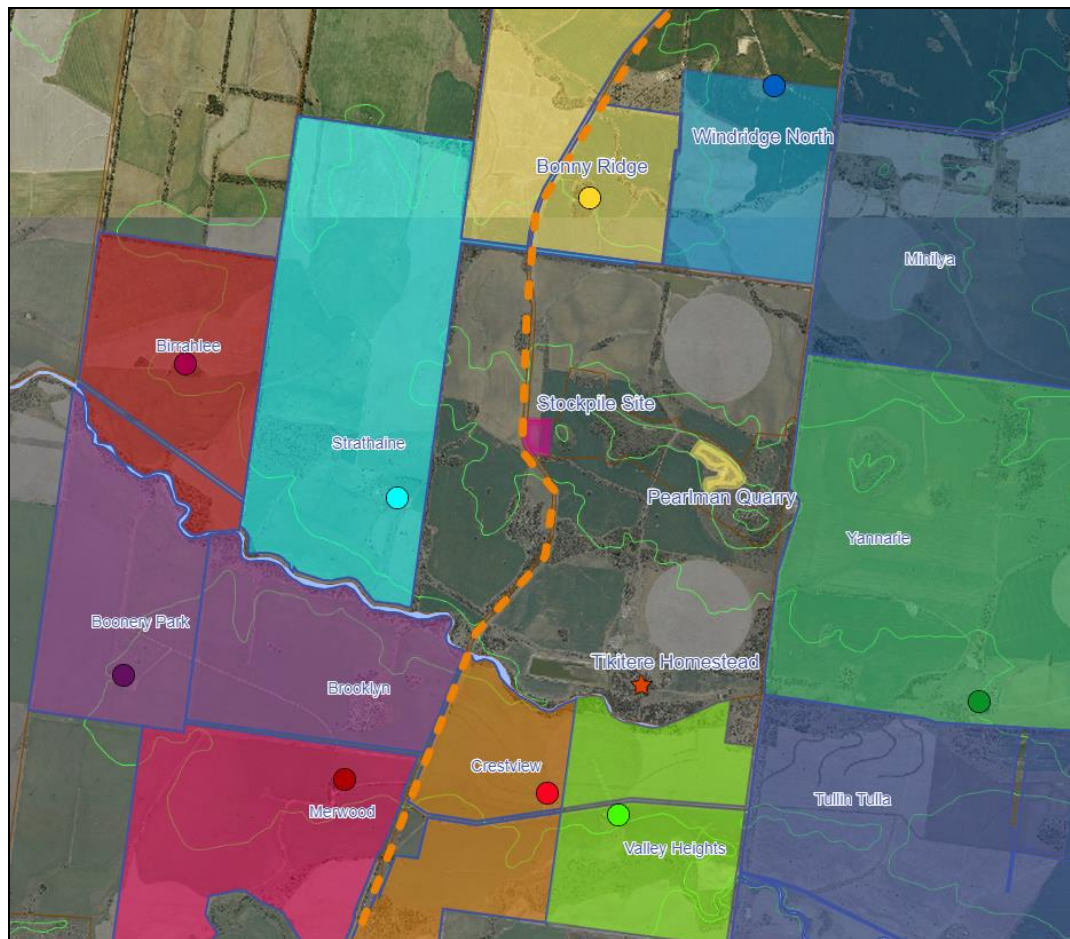 Windridge North
Bonny Ridge
Minilya
Birrahlee
Stockpile Site
Strathaine
Pearlman Quarry
Yannarie
Boonery Park
Tikitere Homestead
Brooklyn
Crestview
Tullin Tulla
Merwood
Valley Heights